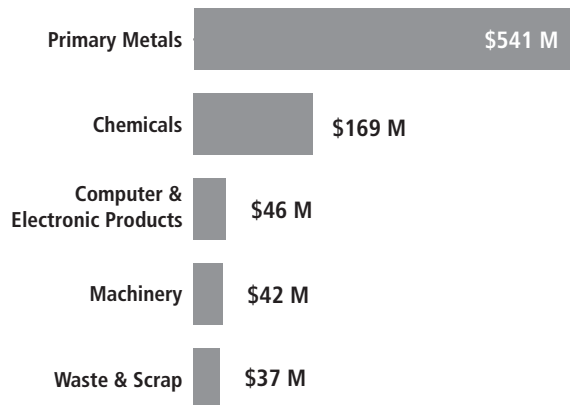 Primary Metals
$541 M
Chemicals
$169 M
Computer &
Electronic Products
$46 M
Machinery
$42 M
Waste & Scrap
$37 M